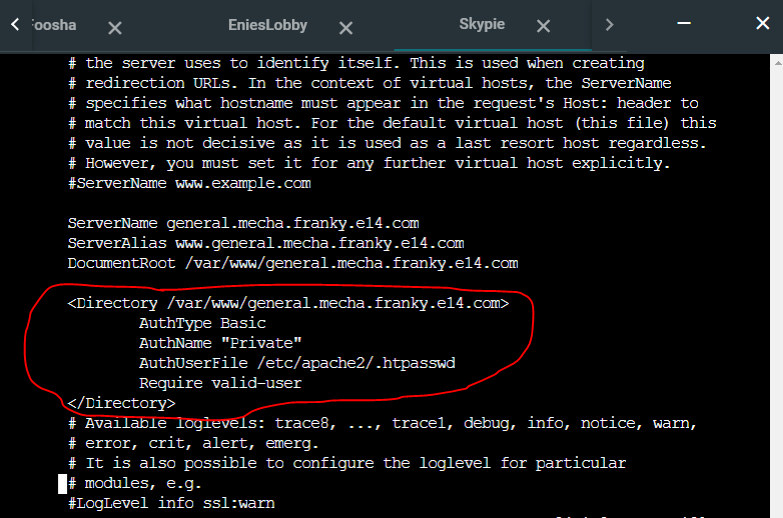 Foosha EniesLobby Skypie
# the server uses to identify itself. This is used when creating
# redirection URLs. In the context of virtual hosts, the ServerName
# specifies what hostname must appear in the request's Host: header to
# match this virtual host. For the default virtual host (this file) this
# value is not decisive as it is used as a last resort host regardless.
# However, you must set it for any further virtual host explicitly.
#ServerName www.example.com
ServerName general.mecha.franky.e14.com
ServerAlias www.general.mecha.franky.e14.com
DocumentRoot /var/www/general.mecha.franky.e14.com
<Directory /var/www/general.mecha.franky.e14.com>
AuthType Basic
AuthName "Private"
AuthUserFile /etc/apache2/.htpasswd
Require valid-user
</Directory>
# Available loglevels: trace8, ..., trace1, debug, info, notice, warn,
# error, crit, alert, emerg.
# It is also possible to configure the loglevel for particular
# modules, e.g.
#LogLevel info ssl:warn